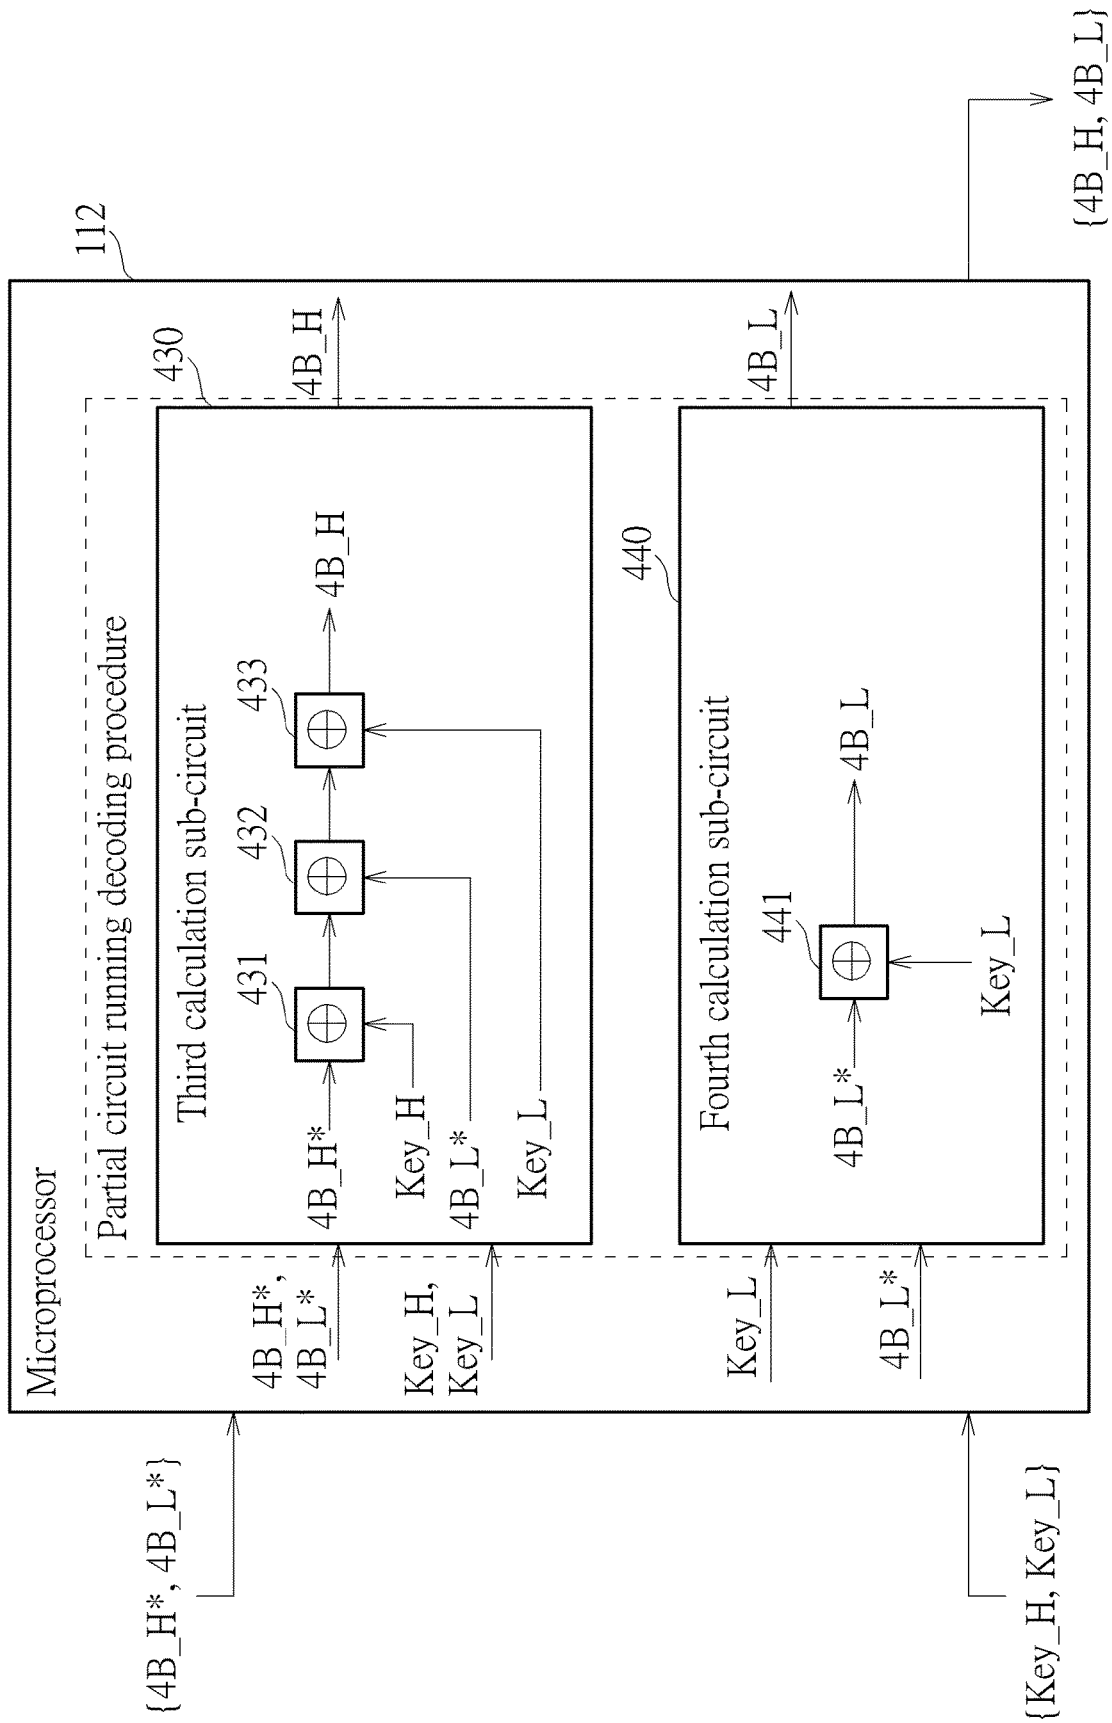 Microprocessor
112
Partial circuit running decoding procedure
430
Third calculation sub-circuit
431
432
433
4B_H*
4B_H
Key_H
4B_L*
Key_L
4B_H*,
4B_L*
Key_H,
Key_L
4B_H
440
Fourth calculation sub-circuit
441
4B_L*
4B_L
Key_L
Key_L
4B_L*
4B_L
{4B_H*, 4B_L*}
{Key_H, Key_L}
{4B_H, 4B_L}